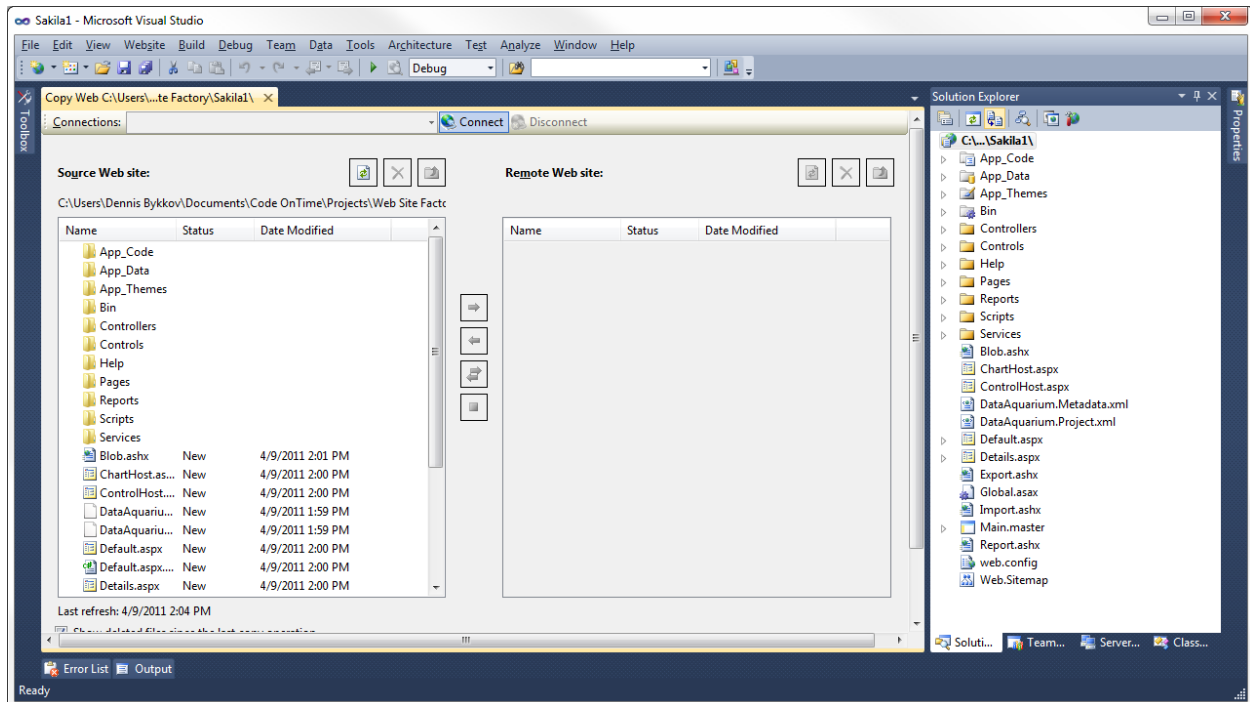 Sakila1 - Microsoft Visual Studio
File Edit View Website Build Debug Team Data Tools Architecture Test Analyze Window Help
Debug
Toolbox
Copy Web C:\Users\...te Factory\Sakila1\
Connections: Connect Disconnect
Source Web site:
C:\Users\Dennis Bykkov\Documents\Code OnTime\Projects\Web Site Factc
Name Status Date Modified
App_Code
App_Data
App_Themes
Bin
Controllers
Controls
Help
Pages
Reports
Scripts
Services
Blob.ashx New 4/9/2011 2:01 PM
ChartHost.as... New 4/9/2011 2:00 PM
ControlHost.... New 4/9/2011 2:00 PM
DataAquariu... New 4/9/2011 1:59 PM
DataAquariu... New 4/9/2011 1:59 PM
Default.aspx New 4/9/2011 2:00 PM
Default.aspx.... New 4/9/2011 2:00 PM
Details.aspx New 4/9/2011 2:00 PM
Last refresh: 4/9/2011 2:04 PM
Show deleted files since the last copy operation
Remote Web site:
Name Status Date Modified
Solution Explorer
C:\...\Sakila1\
App_Code
App_Data
App_Themes
Bin
Controllers
Controls
Help
Pages
Reports
Scripts
Services
Blob.ashx
ChartHost.aspx
ControlHost.aspx
DataAquarium.Metadata.xml
DataAquarium.Project.xml
Default.aspx
Details.aspx
Export.ashx
Global.asax
Import.ashx
Main.master
Report.ashx
web.config
Web.Sitemap
Soluti... Team... Server... Class...
Properties
Error List Output
Ready